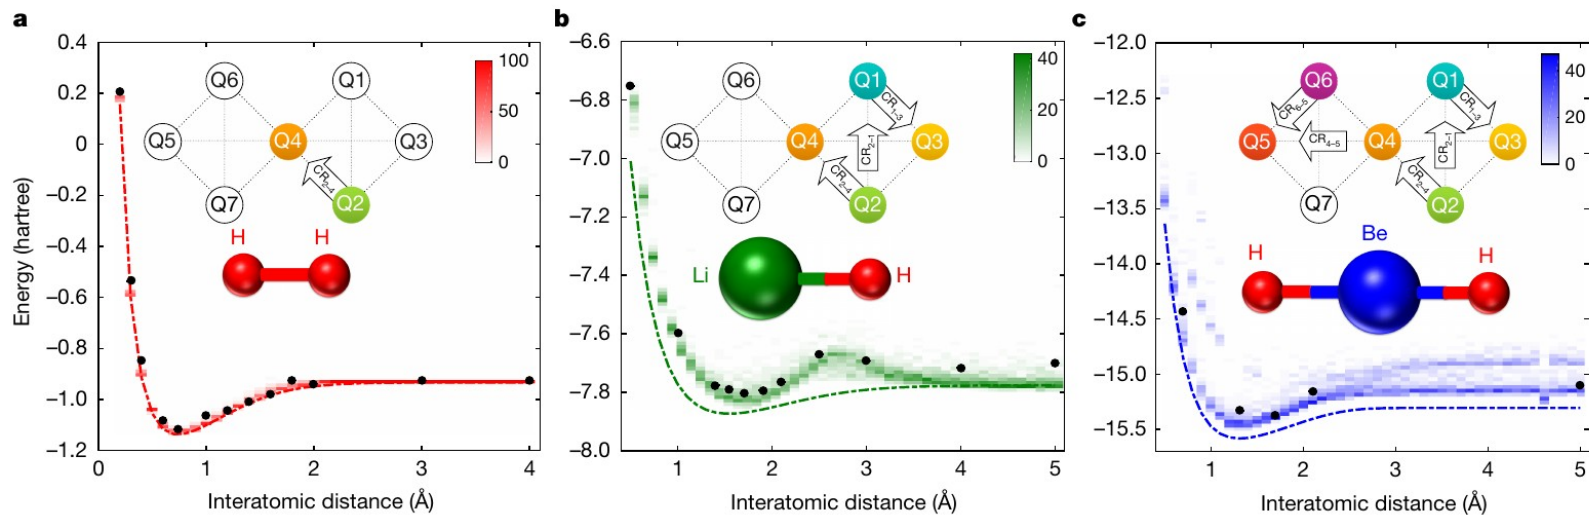 a
0.4
0.2
0
−0.2
−0.4
−0.6
−0.8
−1.0
−1.2
Energy (hartree)
0
1
2
3
4
Interatomic distance (Å)
100
50
0
Q6
Q1
Q5
Q4
Q3
Q7
Q2
CR2–4
H
H
b
−6.6
−6.8
−7.0
−7.2
−7.4
−7.6
−7.8
−8.0
1
2
3
4
5
Interatomic distance (Å)
40
20
0
Q6
Q1
Q5
Q4
Q3
Q7
Q2
CR1–3
CR2–1
CR2–4
Li
H
c
−12.0
−12.5
−13.0
−13.5
−14.0
−14.5
−15.0
−15.5
1
2
3
4
5
Interatomic distance (Å)
40
20
0
Q6
Q1
Q5
Q4
Q3
Q7
Q2
CR6–5
CR4–5
CR1–3
CR2–1
CR2–4
H
Be
H